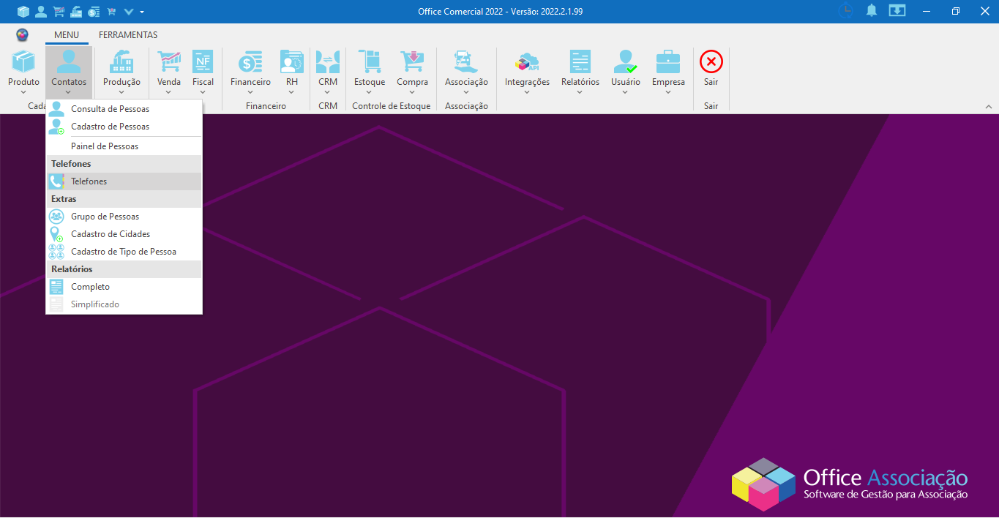 Office Comercial 2022 - Versão: 2022.2.1.99
MENU FERRAMENTAS
Produto Contatos Produção Venda Fiscal Financeiro RH CRM Estoque Compra Associação Integrações Relatórios Usuário Empresa Sair
Financeiro CRM Controle de Estoque Associação Sair
Consulta de Pessoas
Cadastro de Pessoas
Painel de Pessoas
Telefones
Telefones
Extras
Grupo de Pessoas
Cadastro de Cidades
Cadastro de Tipo de Pessoa
Relatórios
Completo
Simplificado
Office Associação
Software de Gestão para Associação